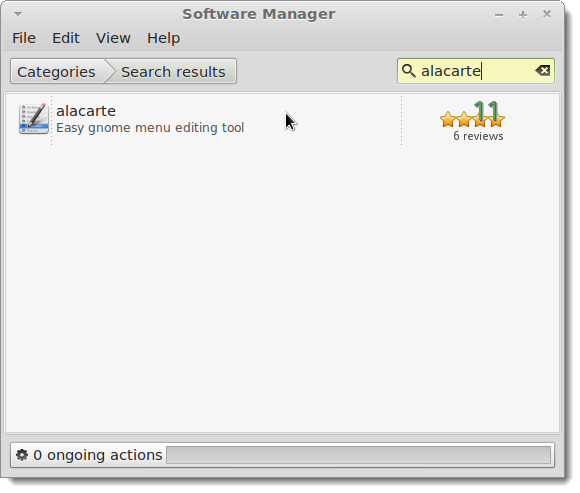 Software Manager
File Edit View Help
Categories Search results
alacarte
alacarte
Easy gnome menu editing tool
11
6 reviews
0 ongoing actions